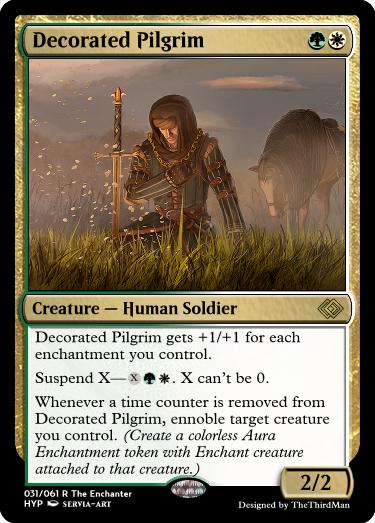 Decorated Pilgrim
Creature — Human Soldier
Decorated Pilgrim gets +1/+1 for each
enchantment you control.
Suspend X—X. X can't be 0.
Whenever a time counter is removed from
Decorated Pilgrim, ennoble target creature
you control. (Create a colorless Aura
Enchantment token with Enchant creature
attached to that creature.)
2/2
031/061 R The Enchanter
HYP SERVIA-ART
Designed by TheThirdMan